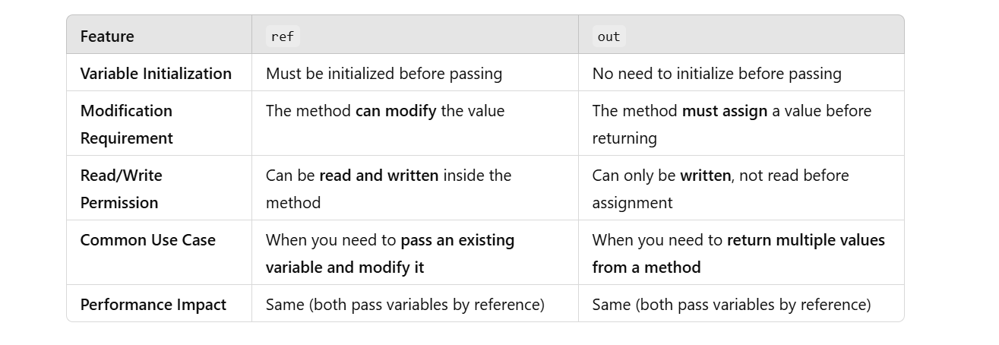 Feature ref out
Variable Initialization Must be initialized before passing No need to initialize before passing
Modification Requirement The method can modify the value The method must assign a value before returning
Read/Write Permission Can be read and written inside the method Can only be written, not read before assignment
Common Use Case When you need to pass an existing variable and modify it When you need to return multiple values from a method
Performance Impact Same (both pass variables by reference) Same (both pass variables by reference)